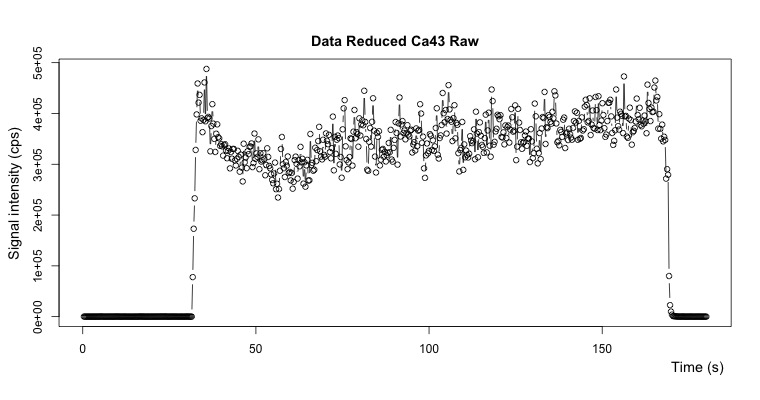 Data Reduced Ca43 Raw
Signal intensity (cps)
5e+05
4e+05
3e+05
2e+05
1e+05
0e+00
0 50 100 150
Time (s)